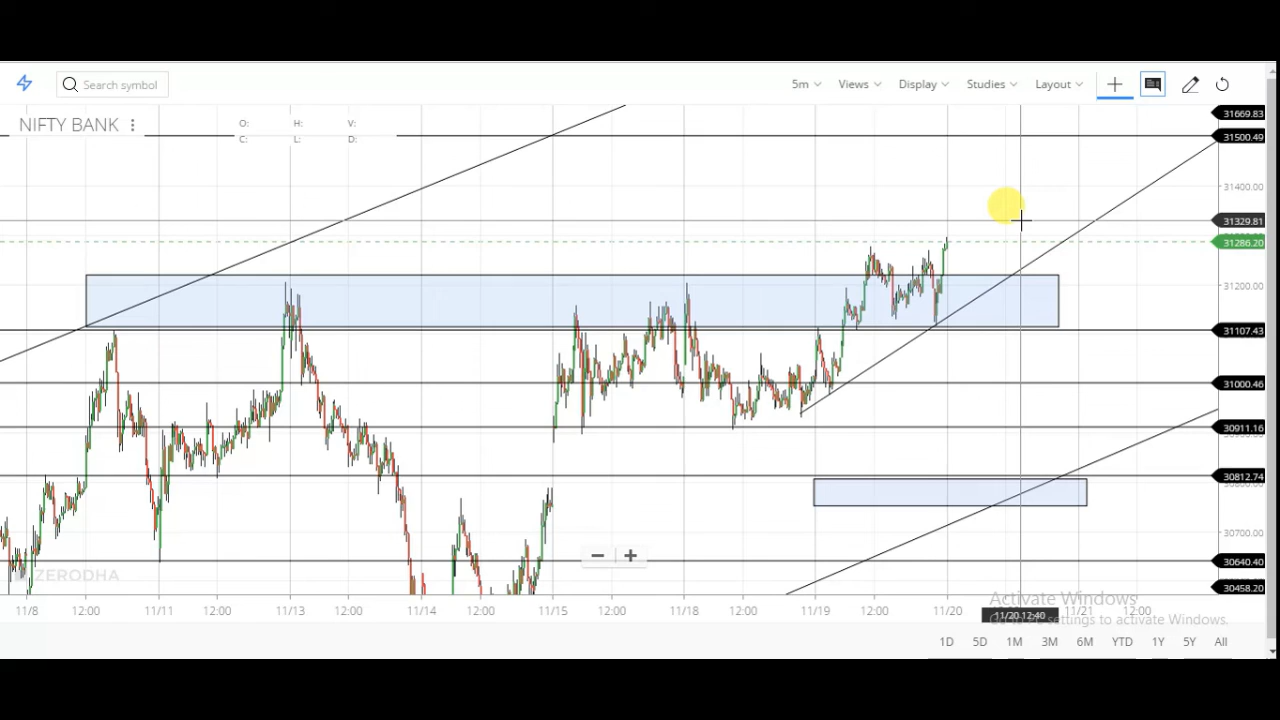 Search symbol
5m Views Display Studies Layout
NIFTY BANK
O: H: V:
C: L: D:
31669.83
31500.49
31400.00
31329.81
31286.20
31200.00
31107.43
31000.46
30911.16
30812.74
30700.00
30640.40
30458.20
ZERODHA
11/8 12:00 11/11 12:00 11/13 12:00 11/14 12:00 11/15 12:00 11/18 12:00 11/19 12:00 11/20 11/21 12:00
11/20 12:40
Activate Windows
settings to activate Windows.
1D 5D 1M 3M 6M YTD 1Y 5Y All